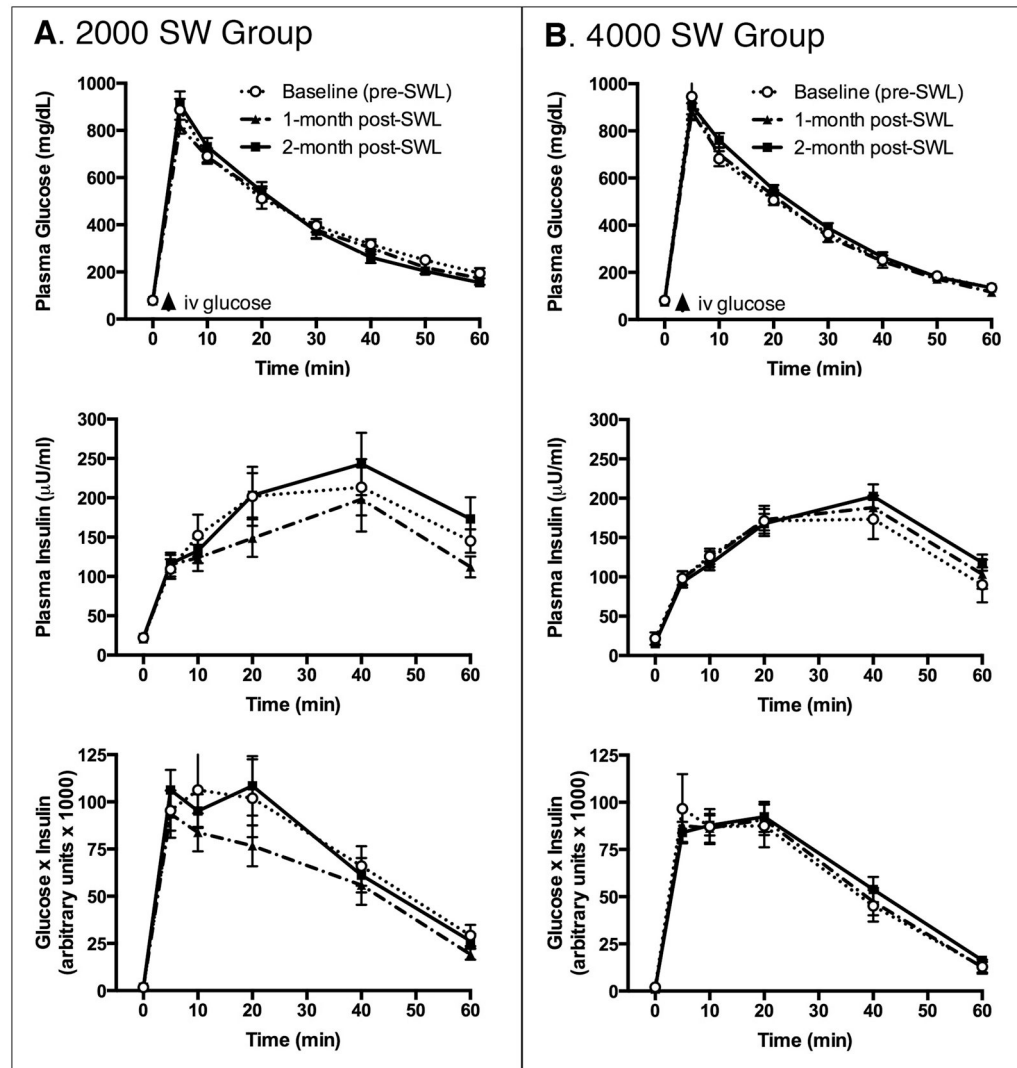 A. 2000 SW Group
Plasma Glucose (mg/dL)
1000
800
600
400
200
0
Baseline (pre-SWL)
1-month post-SWL
2-month post-SWL
iv glucose
0 10 20 30 40 50 60
Time (min)
Plasma Insulin (μU/ml)
300
250
200
150
100
50
0
0 10 20 30 40 50 60
Time (min)
Glucose x Insulin
(arbitrary units x 1000)
125
100
75
50
25
0
0 10 20 30 40 50 60
Time (min)
B. 4000 SW Group
Plasma Glucose (mg/dL)
1000
800
600
400
200
0
Baseline (pre-SWL)
1-month post-SWL
2-month post-SWL
iv glucose
0 10 20 30 40 50 60
Time (min)
Plasma Insulin (μU/ml)
300
250
200
150
100
50
0
0 10 20 30 40 50 60
Time (min)
Glucose x Insulin
(arbitrary units x 1000)
125
100
75
50
25
0
0 10 20 30 40 50 60
Time (min)